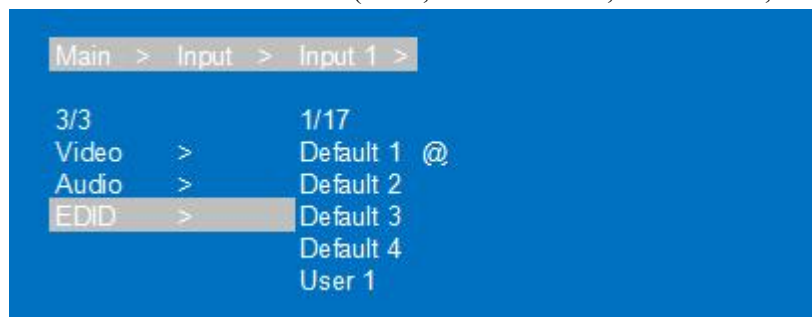 Main > Input > Input 1 >
3/3 1/17
Video > Default 1 @
Audio > Default 2
EDID > Default 3
Default 4
User 1